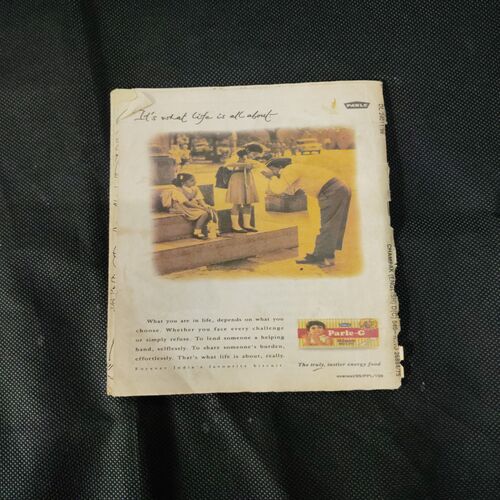 It's what life is all about
PARLE
What you are in life, depends on what you
choose. Whether you face every challenge
or simply refuse. To lend someone a helping
hand, selflessly. To share someone's burden,
effortlessly. That's what life is about, really.
Forever India's favourite biscuit.
Parle-G
The truly, tastier energy food
CHAMPAK